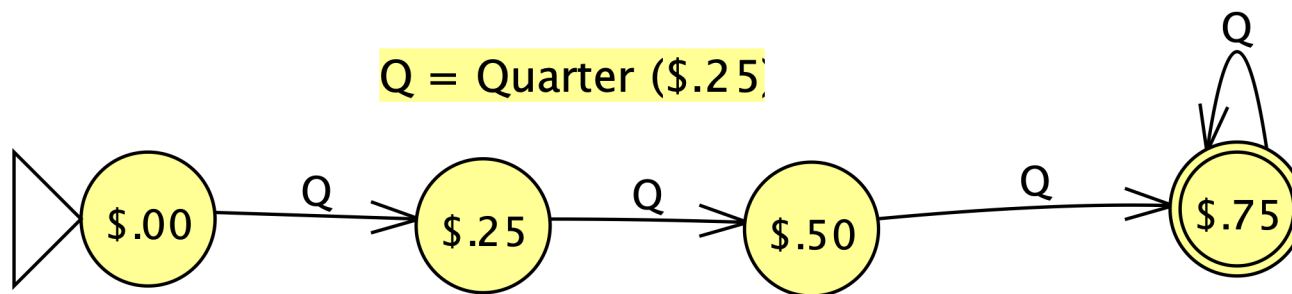 Q
Q = Quarter ($.25)
Q
Q
Q
$.00
$.25
$.50
$.75